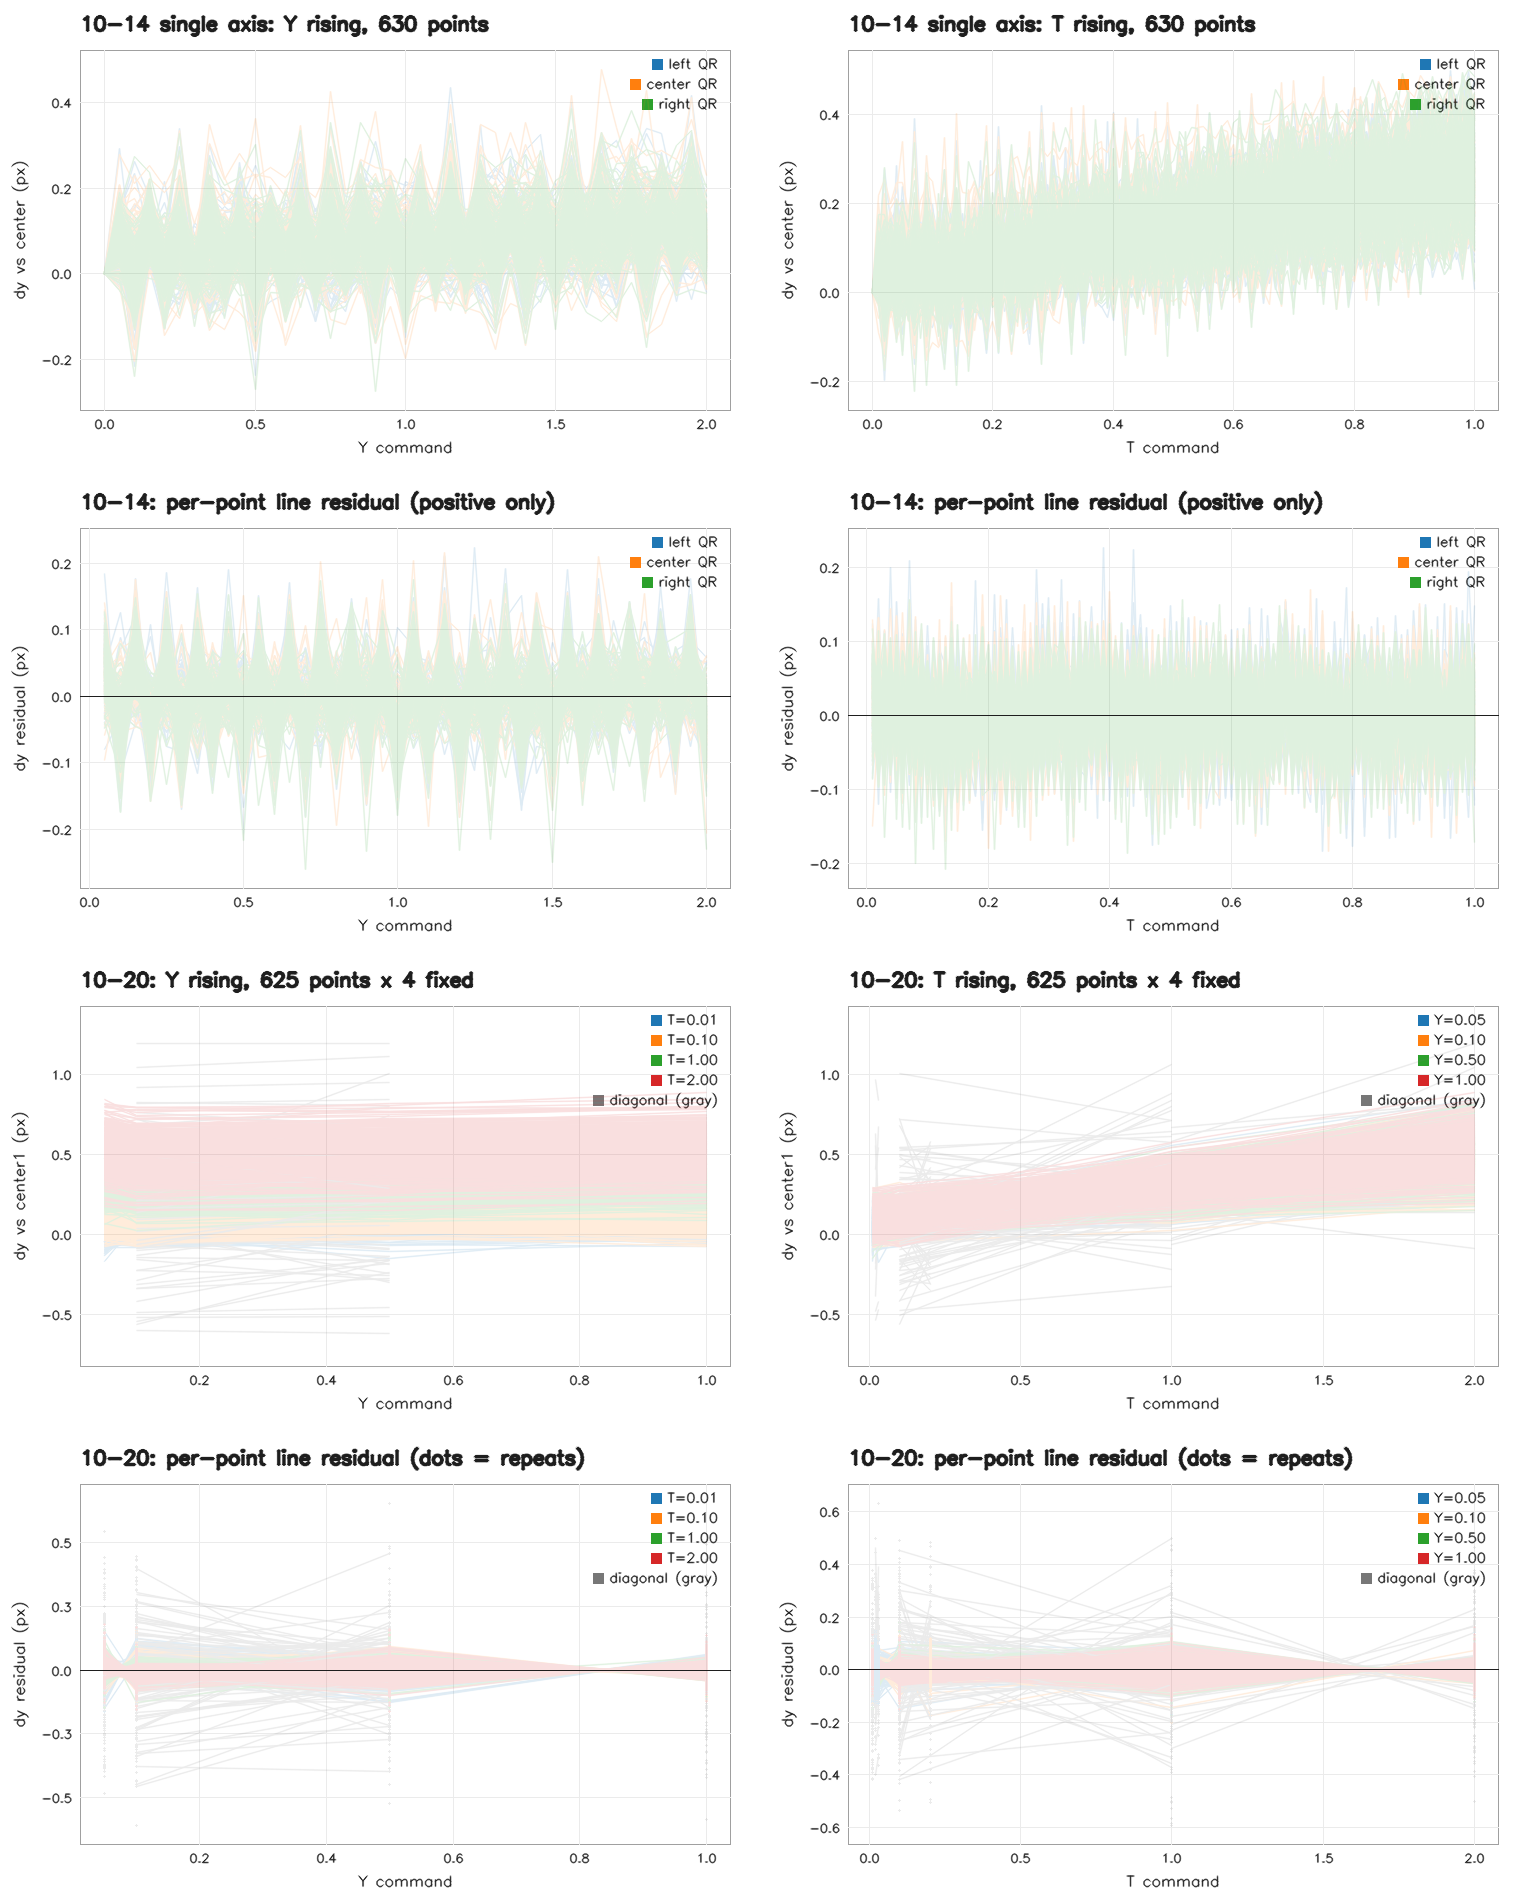 10-14 single axis: Y rising, 630 points
left QR
center QR
right QR
0.4
0.2
0.0
-0.2
dy vs center (px)
0.0 0.5 1.0 1.5 2.0
Y command
10-14 single axis: T rising, 630 points
left QR
center QR
right QR
0.4
0.2
0.0
-0.2
dy vs center (px)
0.0 0.2 0.4 0.6 0.8 1.0
T command
10-14: per-point line residual (positive only)
left QR
center QR
right QR
0.2
0.1
0.0
-0.1
-0.2
dy residual (px)
0.0 0.5 1.0 1.5 2.0
Y command
10-14: per-point line residual (positive only)
left QR
center QR
right QR
0.2
0.1
0.0
-0.1
-0.2
dy residual (px)
0.0 0.2 0.4 0.6 0.8 1.0
T command
10-20: Y rising, 625 points x 4 fixed
T=0.01
T=0.10
T=1.00
T=2.00
diagonal (gray)
1.0
0.5
0.0
-0.5
dy vs center1 (px)
0.2 0.4 0.6 0.8 1.0
Y command
10-20: T rising, 625 points x 4 fixed
Y=0.05
Y=0.10
Y=0.50
Y=1.00
diagonal (gray)
1.0
0.5
0.0
-0.5
dy vs center1 (px)
0.0 0.5 1.0 1.5 2.0
T command
10-20: per-point line residual (dots = repeats)
T=0.01
T=0.10
T=1.00
T=2.00
diagonal (gray)
0.5
0.3
0.0
-0.3
-0.5
dy residual (px)
0.2 0.4 0.6 0.8 1.0
Y command
10-20: per-point line residual (dots = repeats)
Y=0.05
Y=0.10
Y=0.50
Y=1.00
diagonal (gray)
0.6
0.4
0.2
0.0
-0.2
-0.4
-0.6
dy residual (px)
0.0 0.5 1.0 1.5 2.0
T command